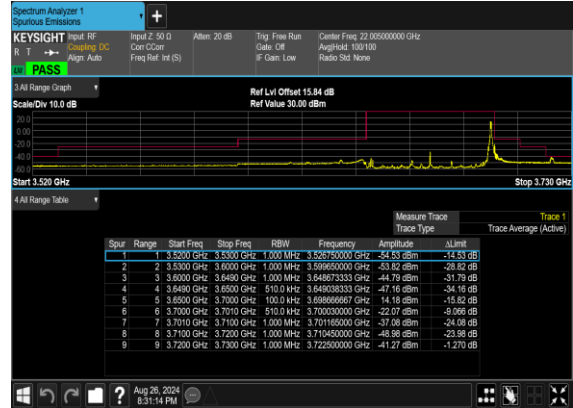 Spectrum Analyzer 1
Spurious Emissions
+
KEYSIGHT Input: RF Input Z: 50 Ω Atten: 20 dB Trig: Free Run Center Freq: 22.005000000 GHz
R T Coupling: DC Corr CCorr Gate: Off Avg|Hold: 100/100
Align: Auto Freq Ref: Int (S) IF Gain: Low Radio Std: None
PASS
3.All Range Graph
Scale/Div 10.0 dB
Ref Lvl Offset 15.84 dB
Ref Value 30.00 dBm
20.0
0.00
-20.0
-40.0
-60.0
Start 3.520 GHz Stop 3.730 GHz
4.All Range Table
Measure Trace Trace 1
Trace Type Trace Average (Active)
Spur Range Start Freq Stop Freq RBW Frequency Amplitude ΔLimit
1 1 3.5200 GHz 3.5300 GHz 1.000 MHz 3.526750000 GHz -54.53 dBm -14.53 dB
2 2 3.5300 GHz 3.6000 GHz 1.000 MHz 3.599650000 GHz -53.82 dBm -28.82 dB
3 3 3.6000 GHz 3.6490 GHz 1.000 MHz 3.648673333 GHz -44.79 dBm -31.79 dB
4 4 3.6490 GHz 3.6500 GHz 510.0 kHz 3.649038333 GHz -47.16 dBm -34.16 dB
5 5 3.6500 GHz 3.7000 GHz 100.0 kHz 3.698666667 GHz 14.18 dBm -15.82 dB
6 6 3.7000 GHz 3.7010 GHz 510.0 kHz 3.700030000 GHz -22.07 dBm -9.066 dB
7 7 3.7010 GHz 3.7100 GHz 1.000 MHz 3.701165000 GHz -37.08 dBm -24.08 dB
8 8 3.7100 GHz 3.7200 GHz 1.000 MHz 3.710450000 GHz -48.98 dBm -23.98 dB
9 9 3.7200 GHz 3.7300 GHz 1.000 MHz 3.722500000 GHz -41.27 dBm -1.270 dB
? Aug 26, 2024
8:31:14 PM